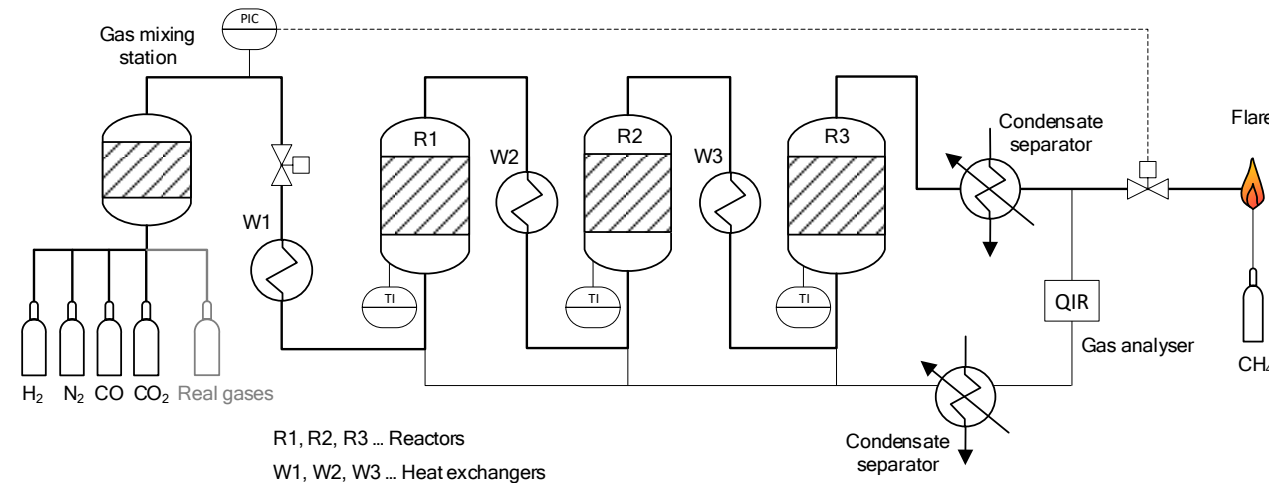 PIC
Gas mixing
station
R1
R2
R3
W1
W2
W3
Condensate
separator
Flare
TI
TI
TI
QIR
Gas analyser
H₂ N₂ CO CO₂ Real gases
CH₄
Condensate
separator
R1, R2, R3 ... Reactors
W1, W2, W3 ... Heat exchangers